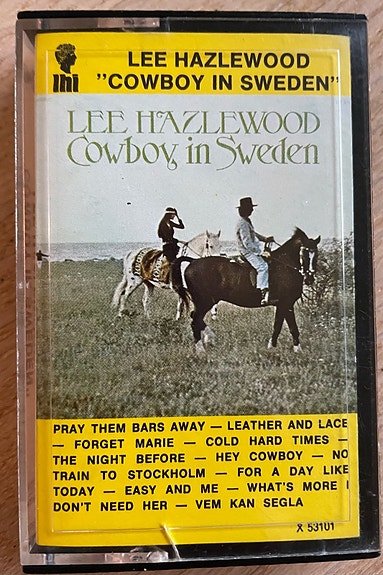 lhi
LEE HAZLEWOOD
"COWBOY IN SWEDEN"
LEE HAZLEWOOD
Cowboy in Sweden
PRAY THEM BARS AWAY — LEATHER AND LACE
— FORGET MARIE — COLD HARD TIMES —
THE NIGHT BEFORE — HEY COWBOY — NO
TRAIN TO STOCKHOLM — FOR A DAY LIKE
TODAY — EASY AND ME — WHAT'S MORE I
DON'T NEED HER — VEM KAN SEGLA
X 53101